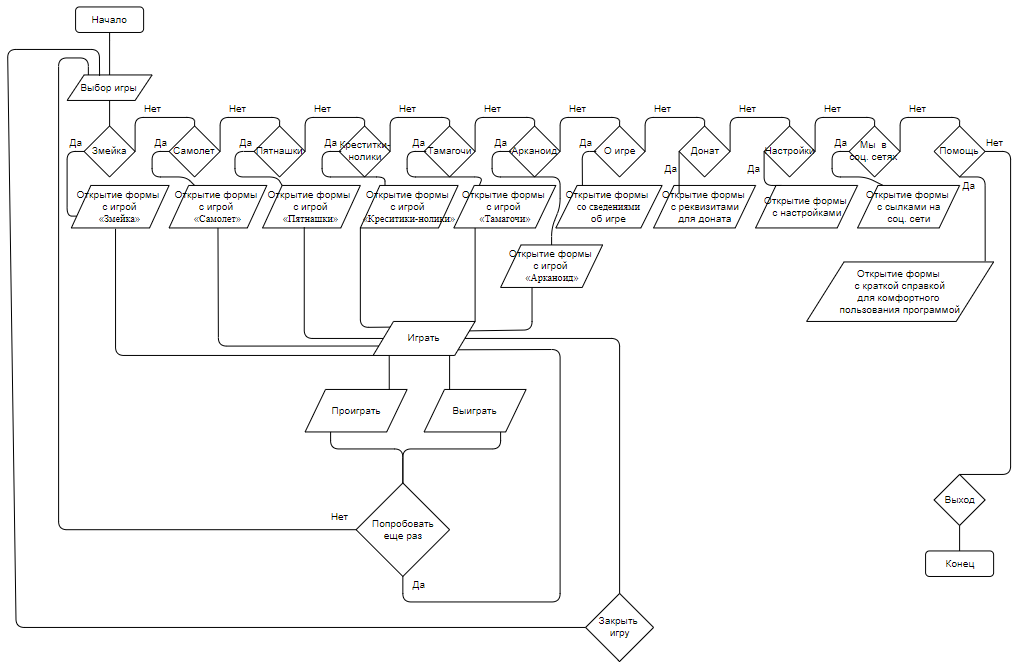 Начало
Выбор игры
Нет
Нет
Нет
Нет
Нет
Нет
Нет
Нет
Нет
Нет
Да
Змейка
Да
Самолет
Да
Пятнашки
Да
Креститки-
нолики
Да
Тамагочи
Да
Арканоид
Да
О игре
Да
Донат
Да
Настройки
Да
Мы в
соц. сетях
Помощь
Нет
Да
Открытие формы
с игрой
«Змейка»
Открытие формы
с игрой
«Самолет»
Открытие формы
с игрой
«Пятнашки»
Открытие формы
с игрой
«Креситики-нолики»
Открытие формы
с игрой
«Тамагочи»
Открытие формы
со сведениями
об игре
Открытие формы
с реквизитами
для доната
Открытие формы
с настройками
Открытие формы
с сылками на
соц. сети
Открытие формы
с игрой
«Арканоид»
Открытие формы
с краткой справкой
для комфортного
пользования программой
Играть
Проиграть
Выиграть
Нет
Попробовать
еще раз
Да
Выход
Конец
Закрыть
игру